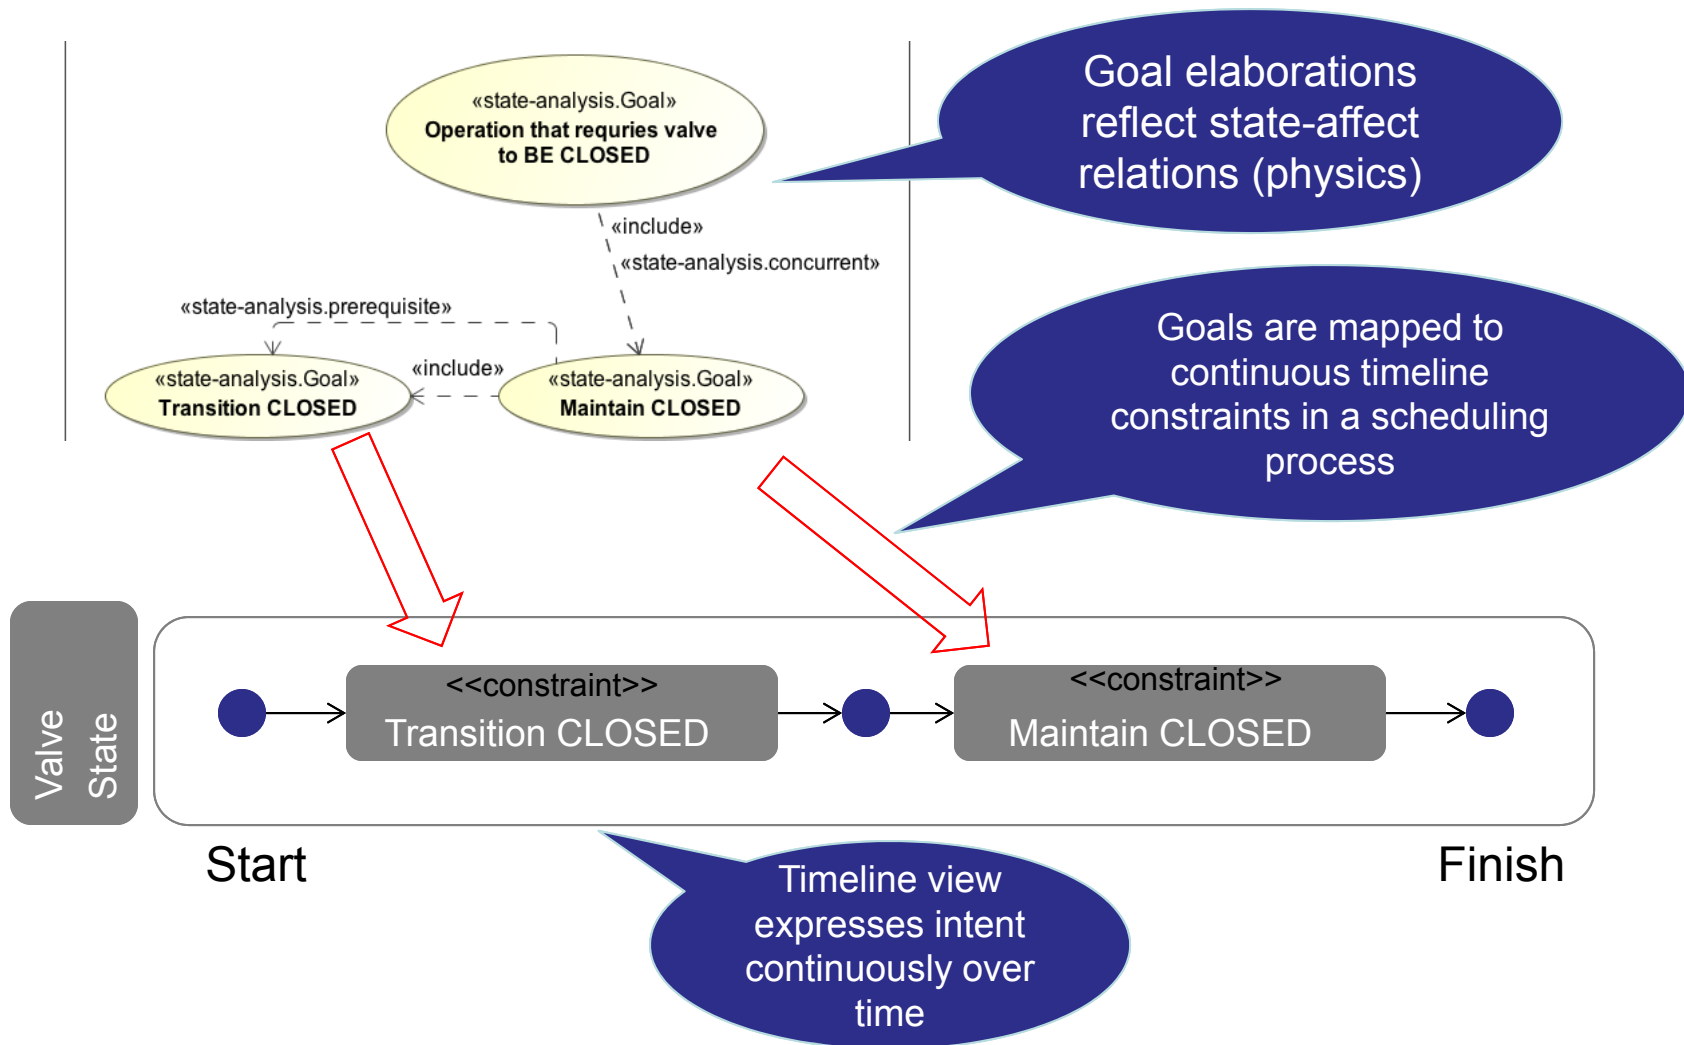 «state-analysis.Goal»
Operation that requries valve
to BE CLOSED
Goal elaborations
reflect state-affect
relations (physics)
«include»
«state-analysis.concurrent»
«state-analysis.prerequisite»
«include»
«state-analysis.Goal»
Transition CLOSED
«state-analysis.Goal»
Maintain CLOSED
Goals are mapped to
continuous timeline
constraints in a scheduling
process
Valve
State
<<constraint>>
Transition CLOSED
<<constraint>>
Maintain CLOSED
Start
Finish
Timeline view
expresses intent
continuously over
time